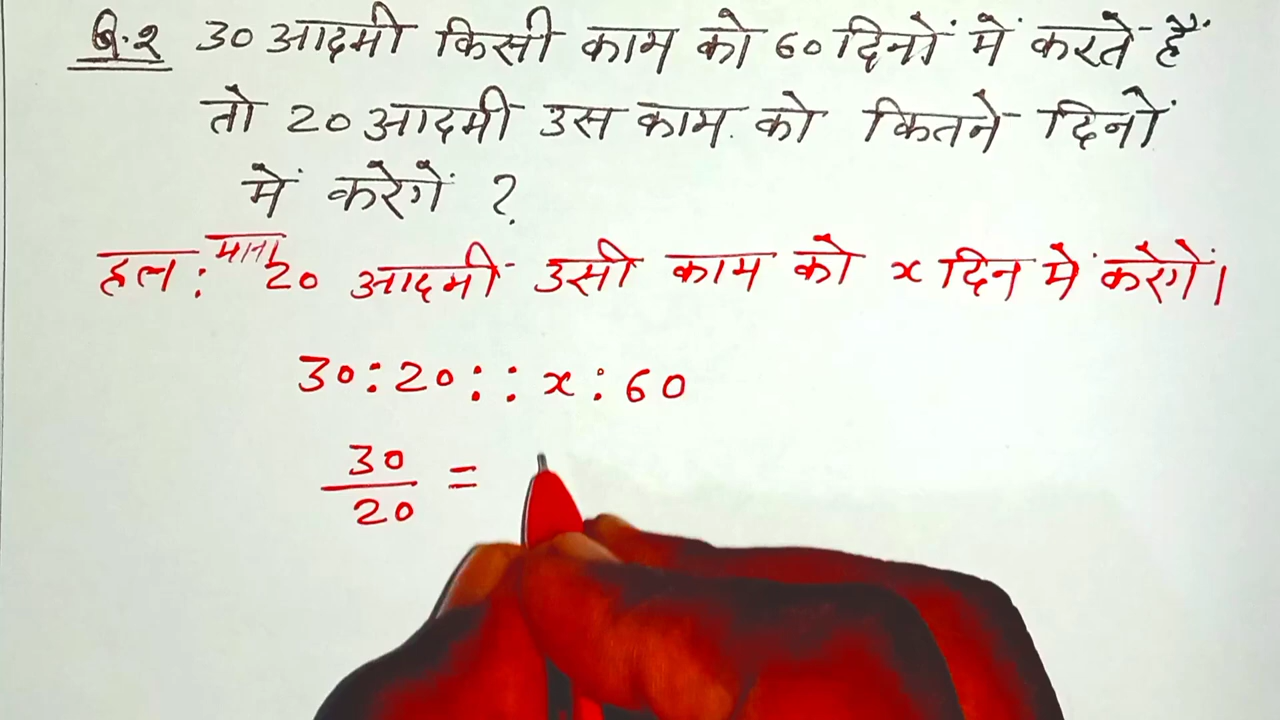 Q.2 30 आदमी किसी काम को 60 दिनों में करते हैं
तो 20 आदमी उस काम को कितने दिनों
में करेगें ?
हल: माना 20 आदमी उसी काम को x दिन में करेगें।
30:20::x:60
30/20 =